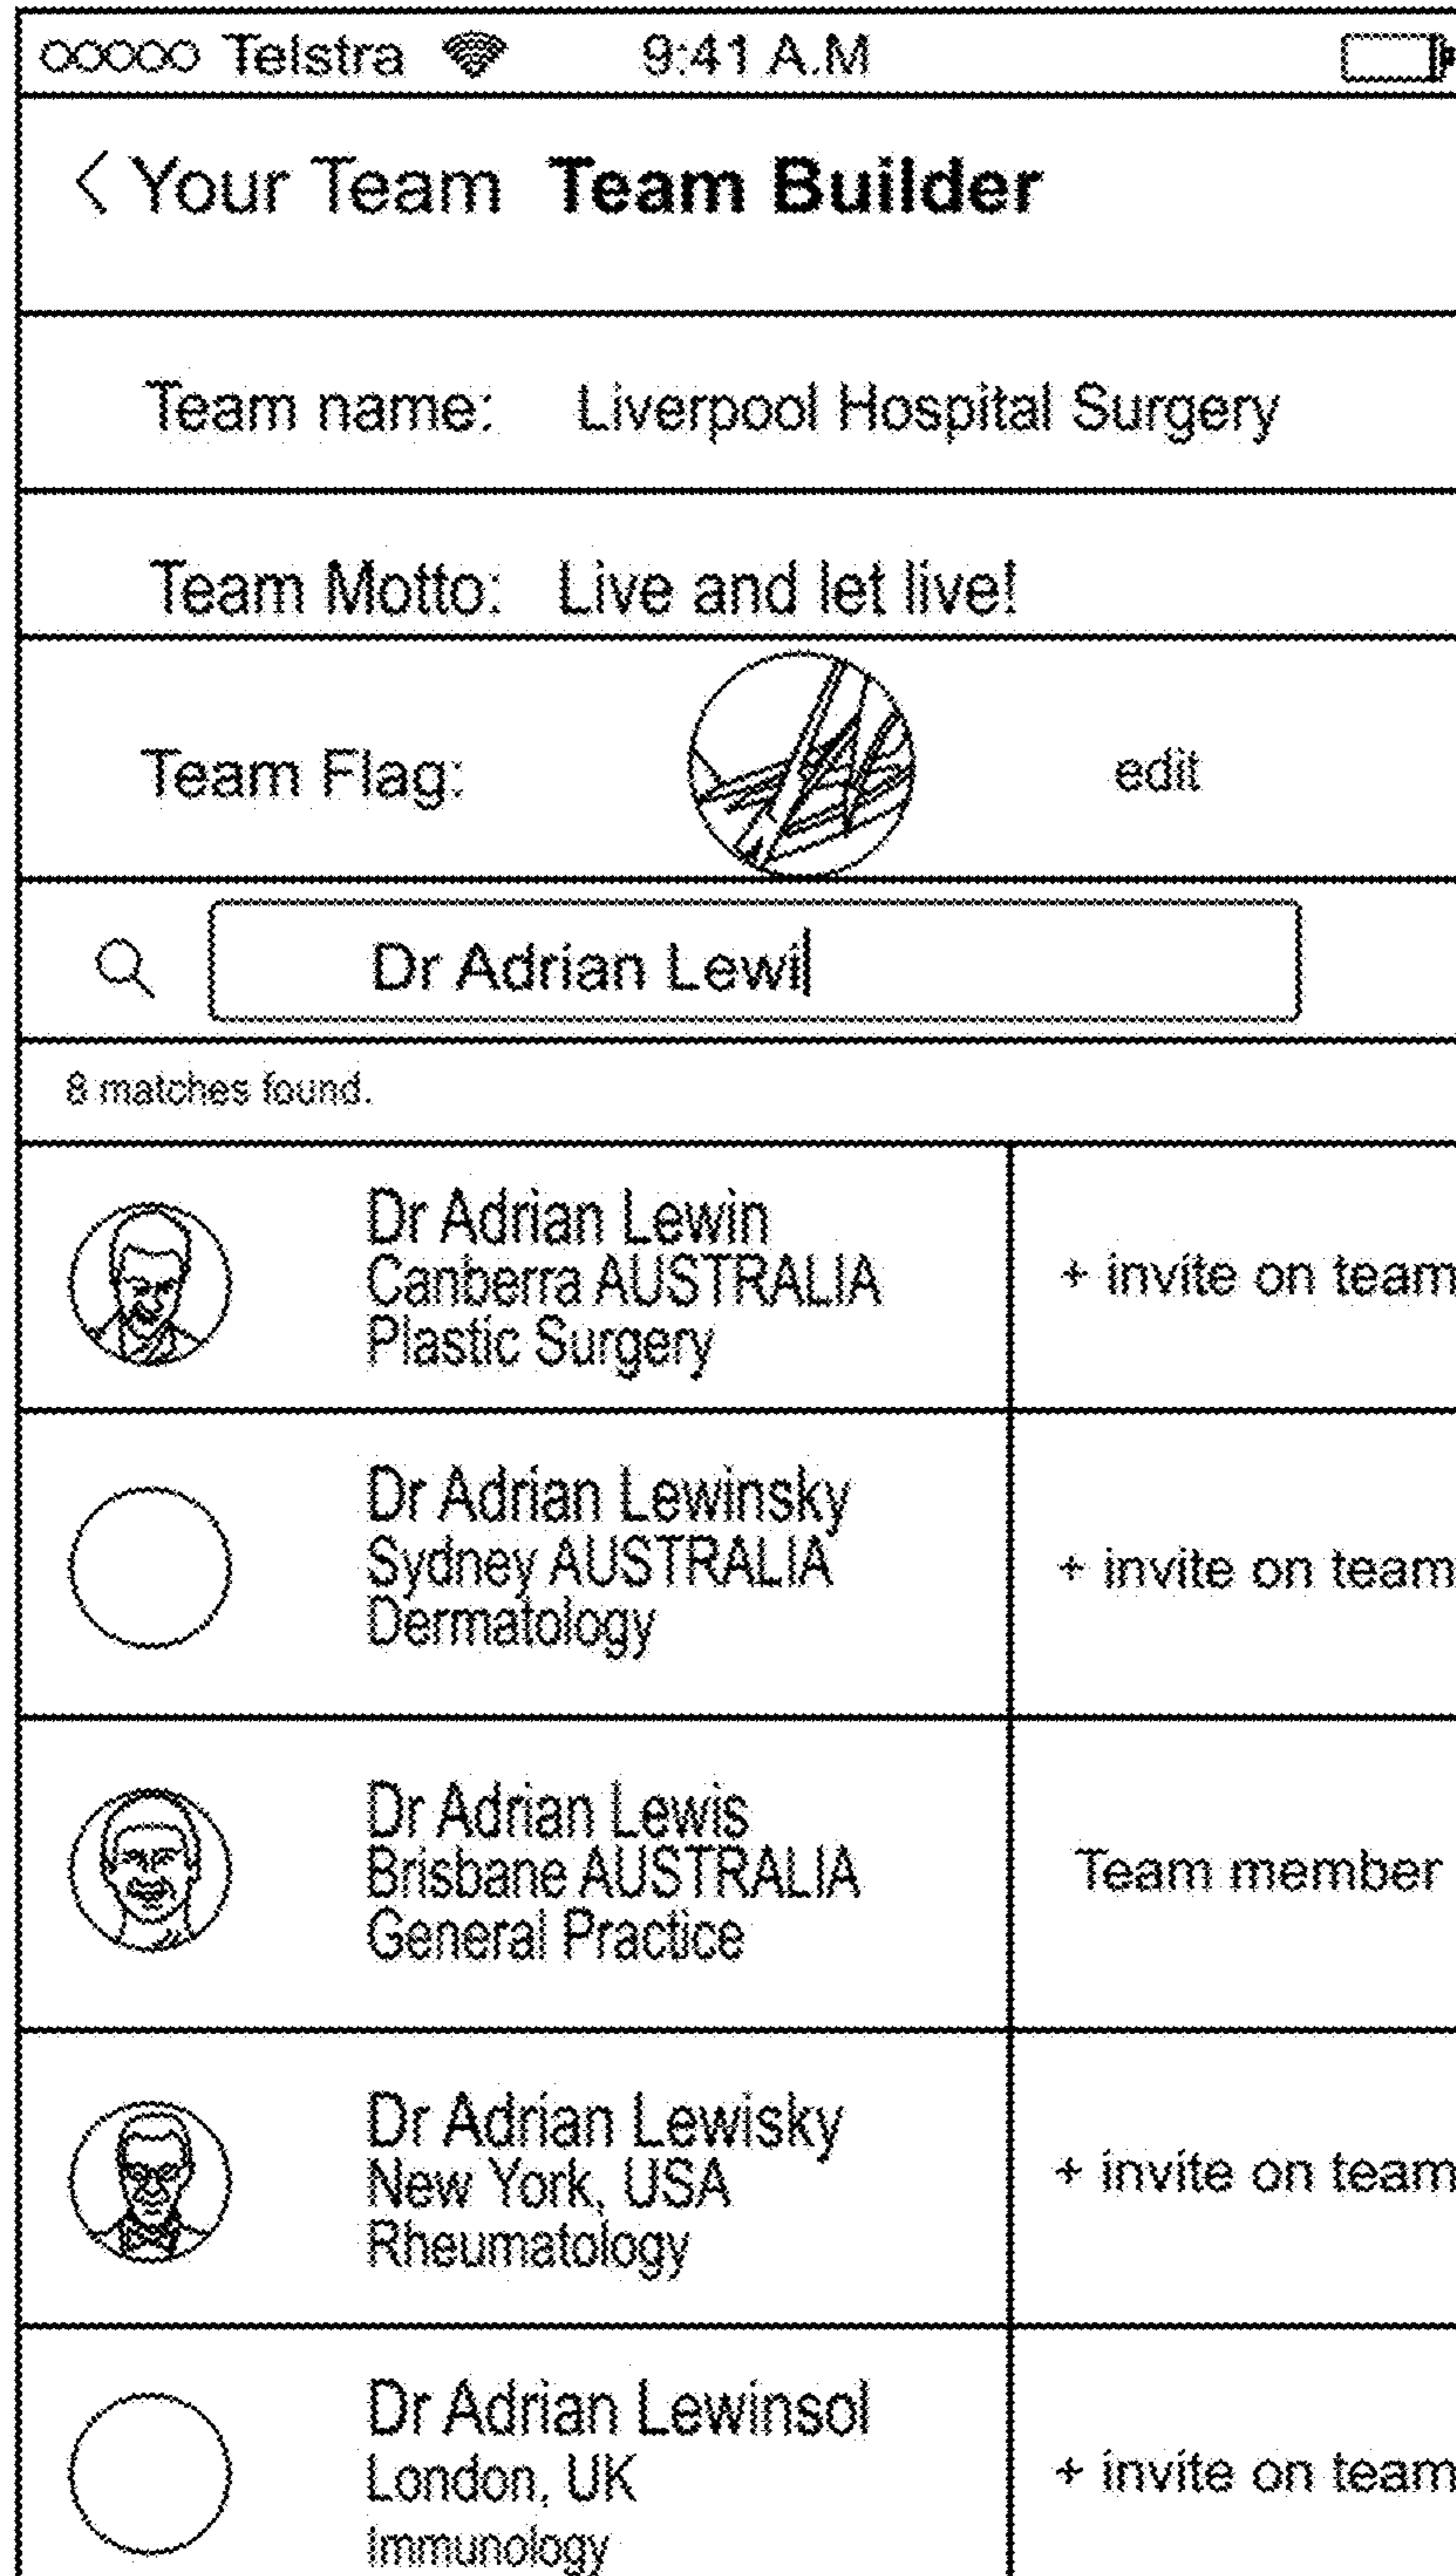 Telstra 9:41 A.M
Your Team Team Builder
Team name: Liverpool Hospital Surgery
Team Motto: Live and let live!
Team Flag: edit
Dr Adrian Lewi
8 matches found.
Dr Adrian Lewin
Canberra AUSTRALIA
Plastic Surgery
+ invite on team
Dr Adrian Lewinsky
Sydney AUSTRALIA
Dermatology
+ invite on team
Dr Adrian Lewis
Brisbane AUSTRALIA
General Practice
Team member
Dr Adrian Lewisky
New York, USA
Rheumatology
+ invite on team
Dr Adrian Lewinsol
London, UK
Immunology
+ invite on team